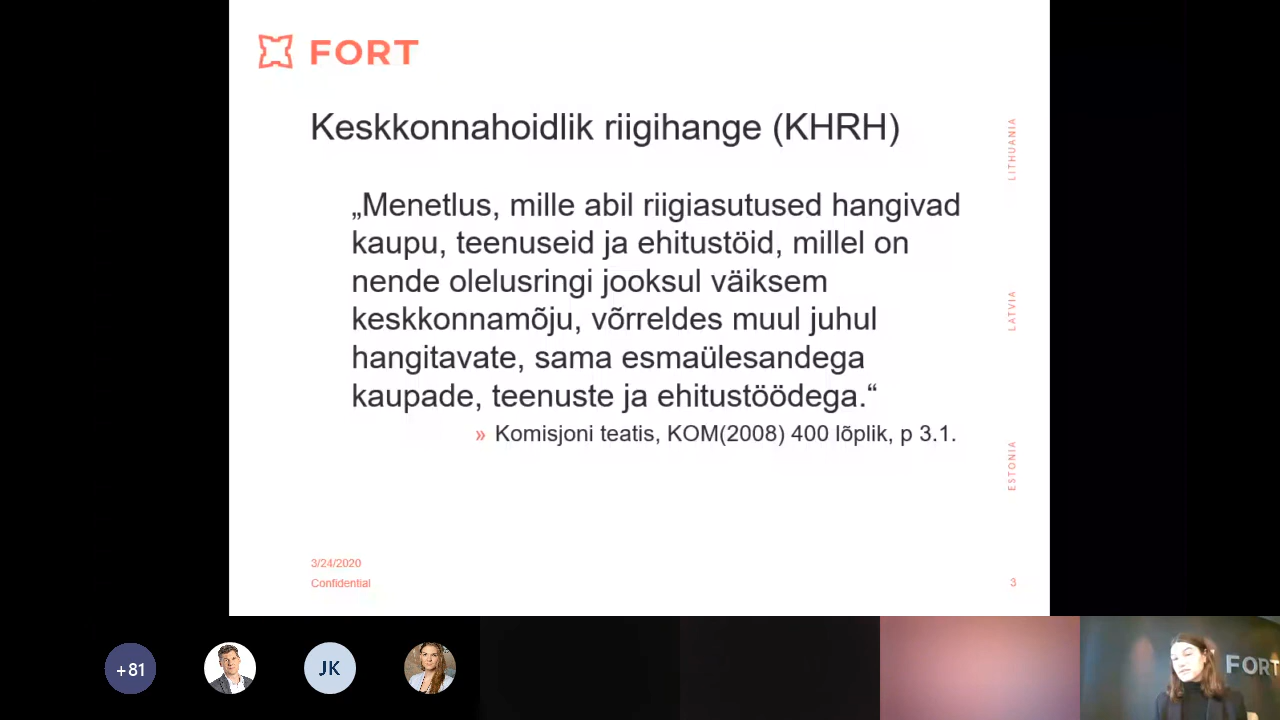 FORT
Keskkonnahoidlik riigihange (KHRH)
„Menetlus, mille abil riigiasutused hangivad
kaupu, teenuseid ja ehitustöid, millel on
nende olelusringi jooksul väiksem
keskkonnamõju, võrreldes muul juhul
hangitavate, sama esmaülesandega
kaupade, teenuste ja ehitustöödega.“
» Komisjoni teatis, KOM(2008) 400 lõplik, p 3.1.
LITHUANIA
LATVIA
ESTONIA
3/24/2020
Confidential
3
+81
JK
FORT